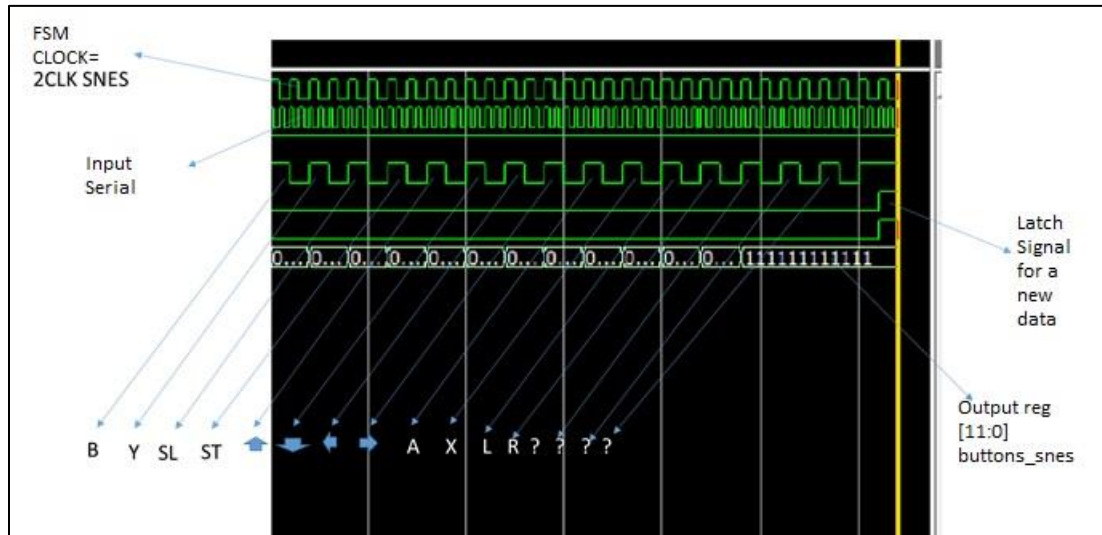 FSM
CLOCK=
2CLK SNES
Input
Serial
Latch
Signal
for a
new
data
0... 0... 0... 0... 0... 0... 0... 0... 0... 0... 0... 0... 111111111111
Output reg
[11:0]
buttons_snes
B Y SL ST A X L R ? ? ? ?